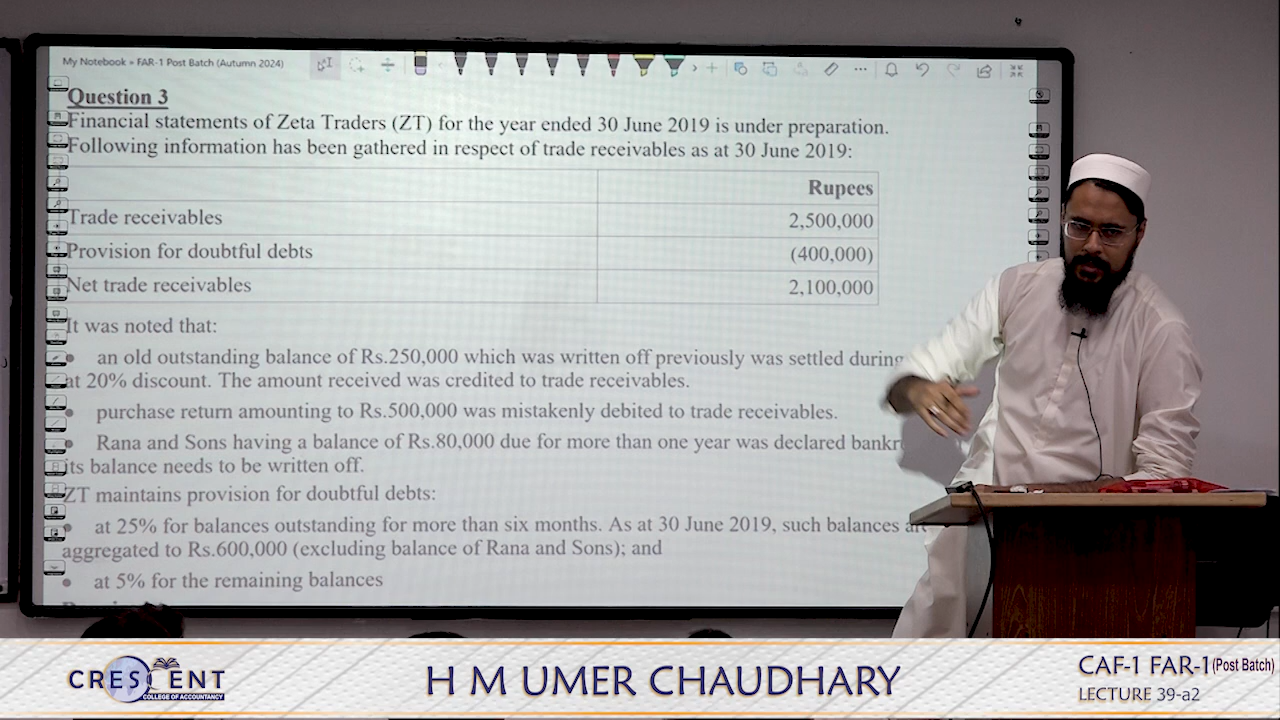 My Notebook » FAR-1 Post Batch (Autumn 2024)
Question 3
Financial statements of Zeta Traders (ZT) for the year ended 30 June 2019 is under preparation.
Following information has been gathered in respect of trade receivables as at 30 June 2019:
Rupees
Trade receivables 2,500,000
Provision for doubtful debts (400,000)
Net trade receivables 2,100,000
It was noted that:
• an old outstanding balance of Rs.250,000 which was written off previously was settled during
at 20% discount. The amount received was credited to trade receivables.
• purchase return amounting to Rs.500,000 was mistakenly debited to trade receivables.
• Rana and Sons having a balance of Rs.80,000 due for more than one year was declared
its balance needs to be written off.
ZT maintains provision for doubtful debts:
• at 25% for balances outstanding for more than six months. As at 30 June 2019, such balances
aggregated to Rs.600,000 (excluding balance of Rana and Sons); and
• at 5% for the remaining balances
CRESCENT
COLLEGE OF ACCOUNTANCY
H M UMER CHAUDHARY
CAF-1 FAR-1 (Post Batch)
LECTURE 39-a2